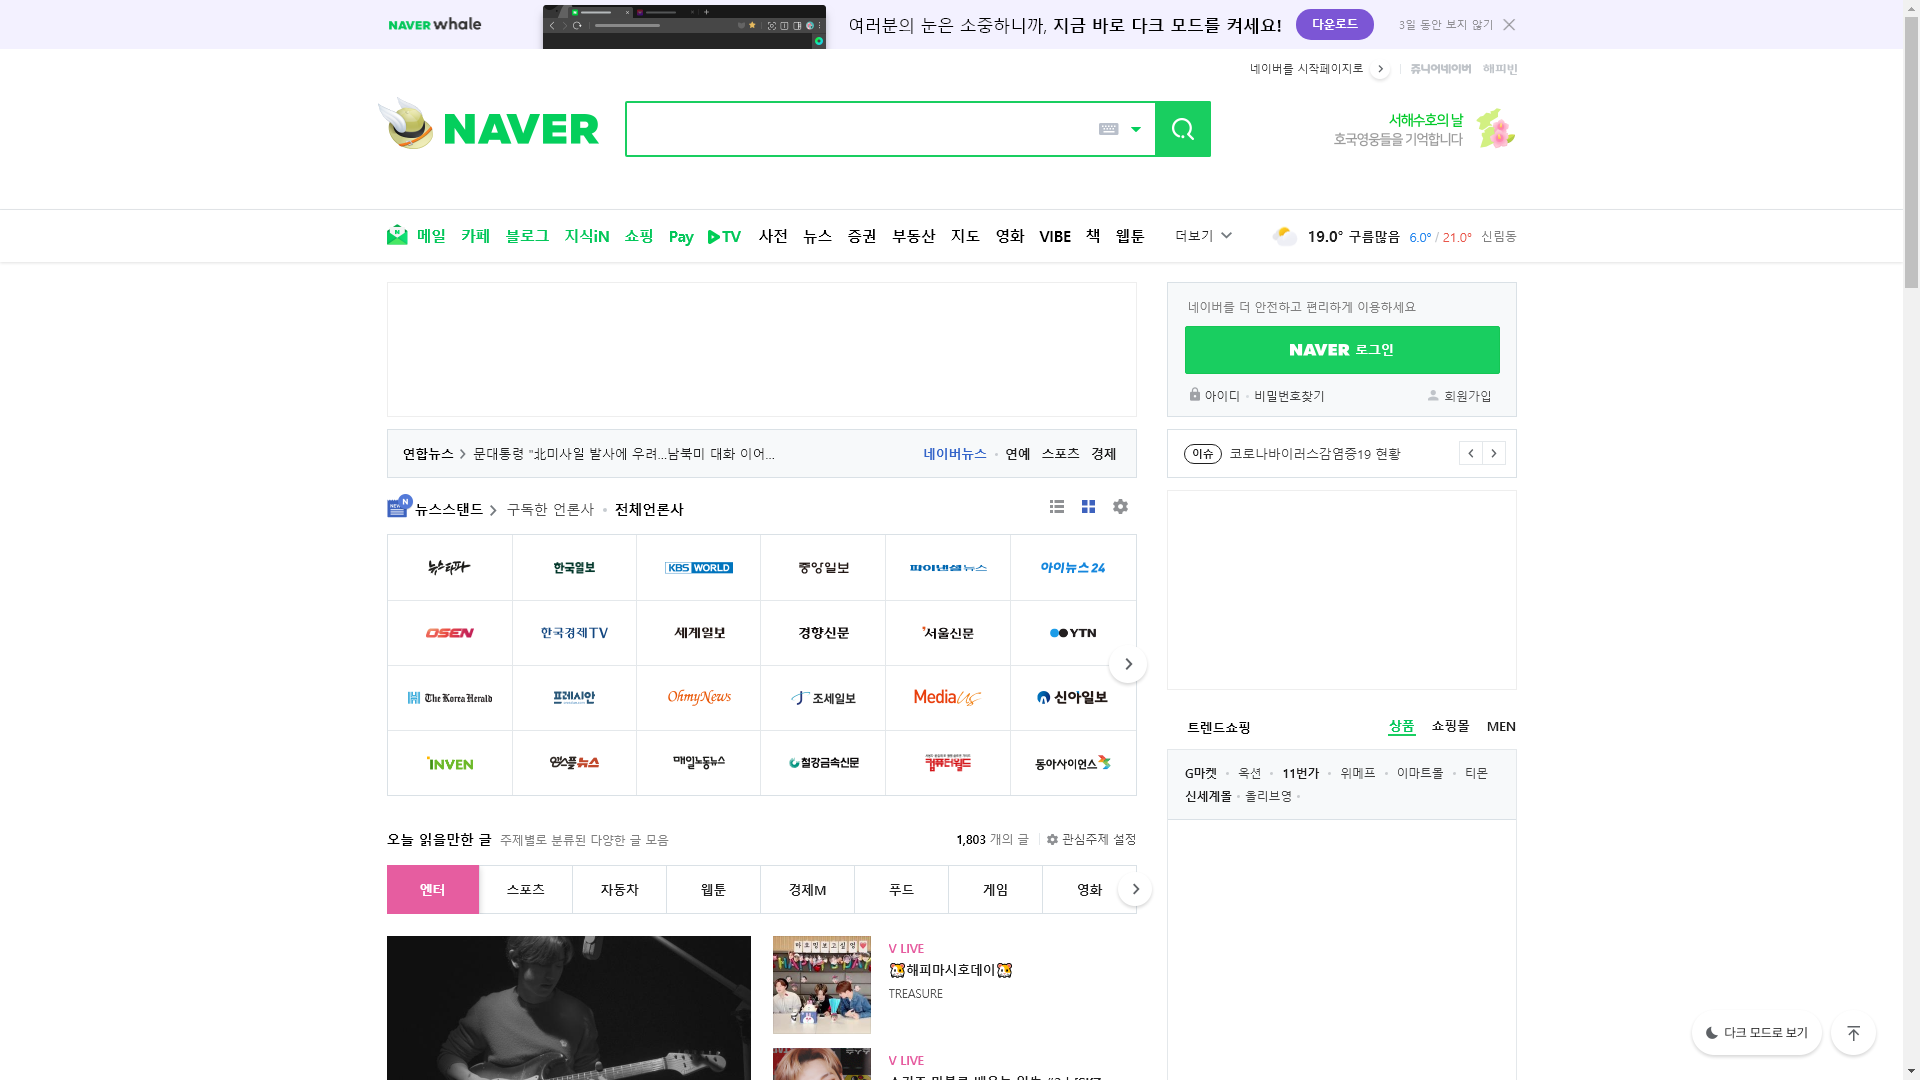 NAVER whale
여러분의 눈은 소중하니까, 지금 바로 다크 모드를 켜세요!
다운로드
3일 동안 보지 않기
네이버를 시작페이지로
쥬니어네이버
해피빈
NAVER
서해수호의 날
호국영웅들을 기억합니다
메일 카페 블로그 지식iN 쇼핑 Pay TV 사전 뉴스 증권 부동산 지도 영화 VIBE 책 웹툰 더보기
19.0° 구름많음 6.0° / 21.0° 신림동
네이버를 더 안전하고 편리하게 이용하세요
NAVER 로그인
아이디 · 비밀번호찾기
회원가입
연합뉴스 > 문대통령 "北미사일 발사에 우려...남북미 대화 이어...
네이버뉴스 · 연예 스포츠 경제
이슈 코로나바이러스감염증19 현황
뉴스스탠드 > 구독한 언론사 · 전체언론사
뉴스타파 한국일보 KBS WORLD 중앙일보 파이낸셜뉴스 아이뉴스24
OSEN 한국경제TV 세계일보 경향신문 서울신문 YTN
The Korea Herald 프레시안 OhmyNews 조세일보 Mediaus 신아일보
INVEN 엔스플뉴스 매일노동뉴스 철강금속신문 컴퓨터월드 동아사이언스
트렌드쇼핑
상품 쇼핑몰 MEN
G마켓 · 옥션 · 11번가 · 위메프 · 이마트몰 · 티몬
신세계몰 · 올리브영 ·
오늘 읽을만한 글 주제별로 분류된 다양한 글 모음
1,803 개의 글
관심주제 설정
엔터 스포츠 자동차 웹툰 경제M 푸드 게임 영화
V LIVE
🐹해피마시호데이🐹
TREASURE
V LIVE
다크 모드로 보기